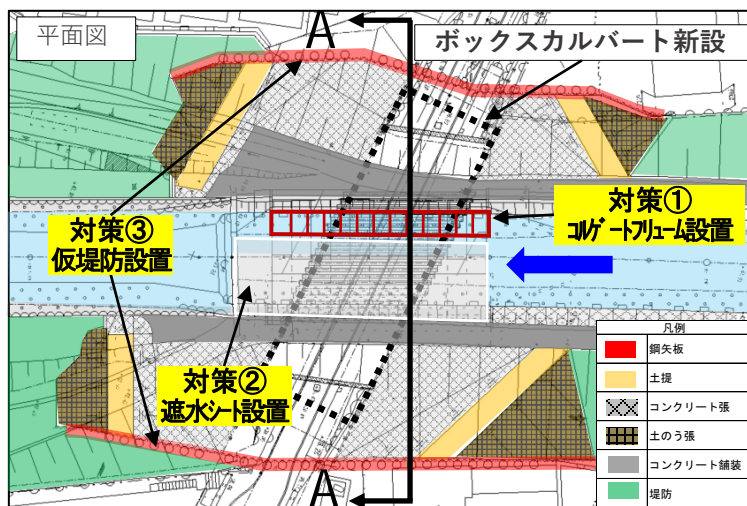 平面図
A
ボックスカルバート新設
対策①
コルゲートフリューム設置
対策③
仮堤防設置
対策②
遮水シート設置
A
凡例
鋼矢板
土提
コンクリート張
土のう張
コンクリート舗装
堤防